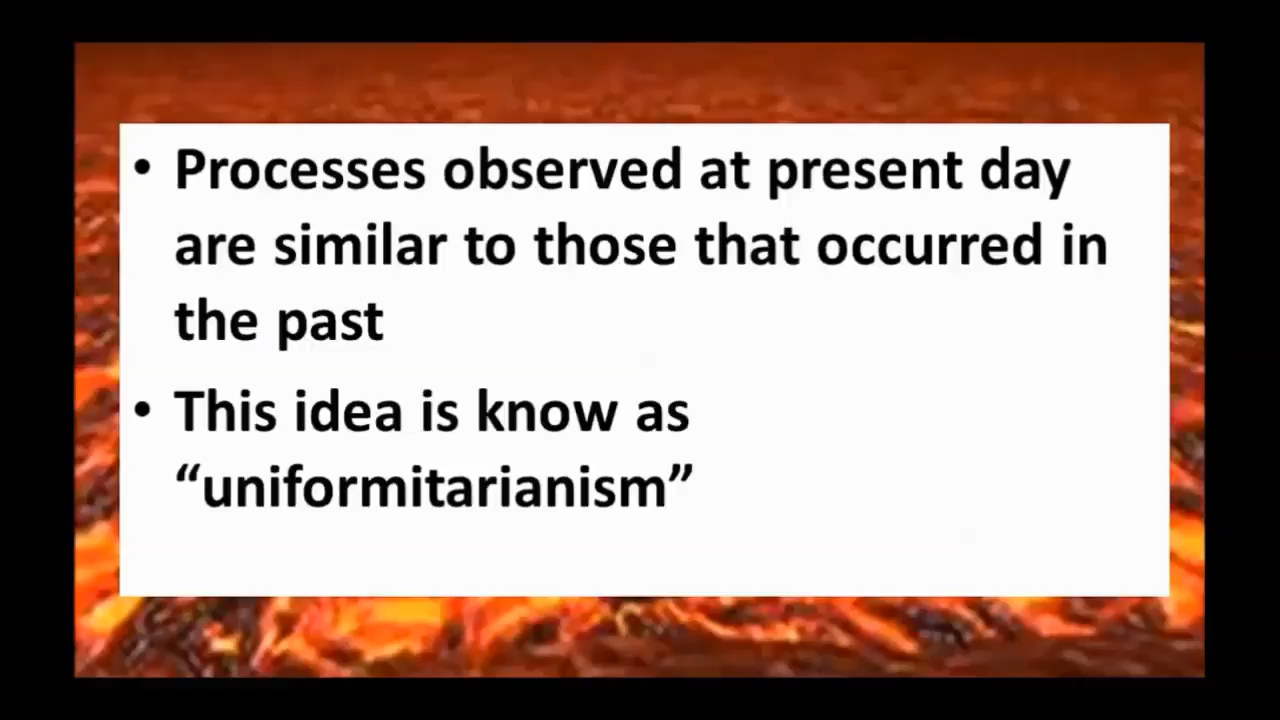 • Processes observed at present day
are similar to those that occurred in
the past
• This idea is know as
“uniformitarianism”